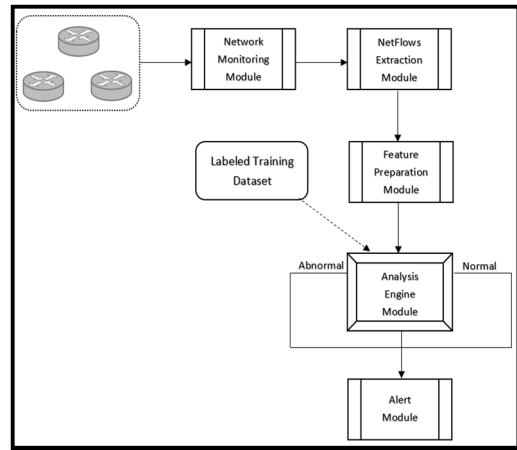 Network
Monitoring
Module
NetFlows
Extraction
Module
Labeled Training
Dataset
Feature
Preparation
Module
Abnormal
Normal
Analysis
Engine
Module
Alert
Module